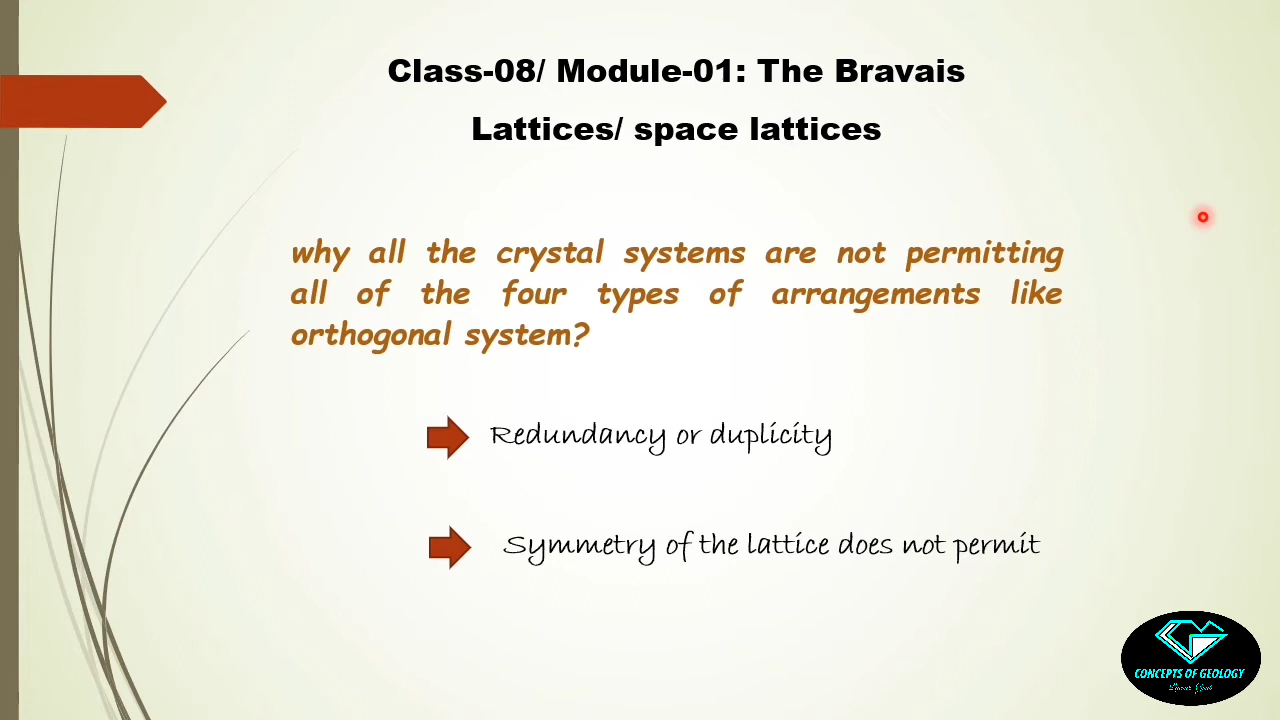 Class-08/ Module-01: The Bravais
Lattices/ space lattices
why all the crystal systems are not permitting
all of the four types of arrangements like
orthogonal system?
Redundancy or duplicity
Symmetry of the lattice does not permit
CONCEPTS OF GEOLOGY